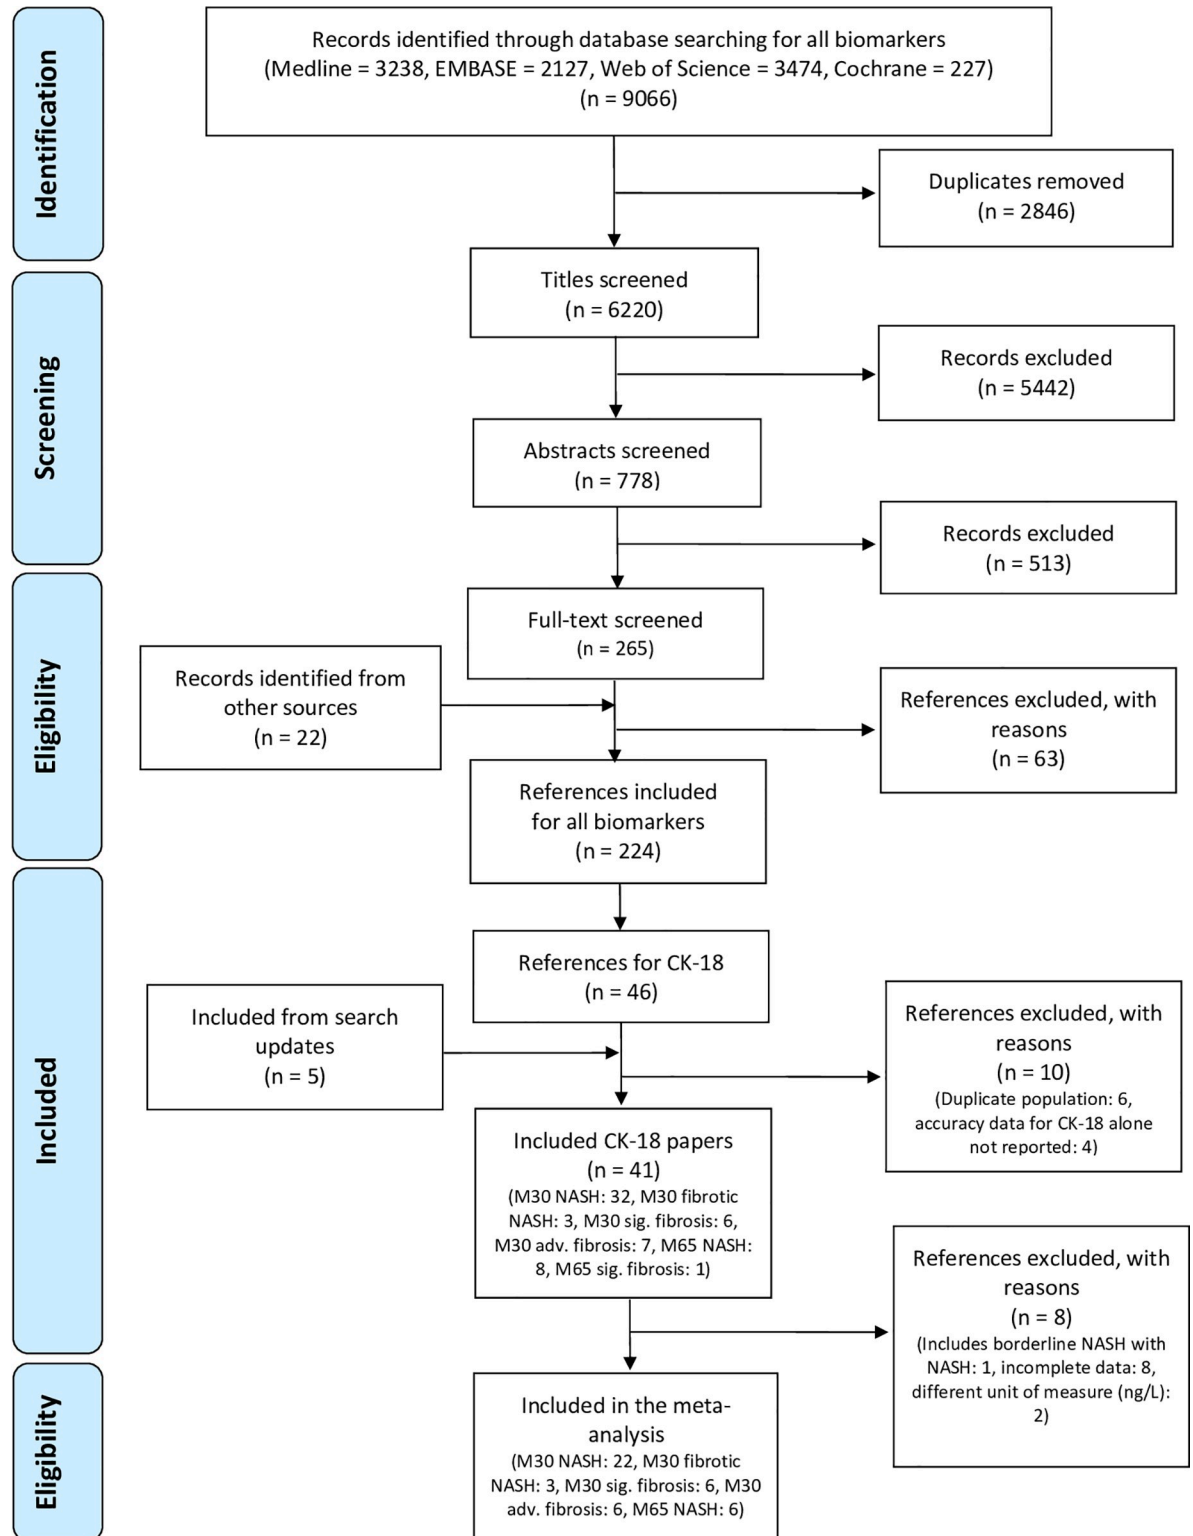 Identification
Records identified through database searching for all biomarkers
(Medline = 3238, EMBASE = 2127, Web of Science = 3474, Cochrane = 227)
(n = 9066)
Duplicates removed
(n = 2846)
Screening
Titles screened
(n = 6220)
Records excluded
(n = 5442)
Abstracts screened
(n = 778)
Records excluded
(n = 513)
Eligibility
Full-text screened
(n = 265)
Records identified from
other sources
(n = 22)
References excluded, with
reasons
(n = 63)
References included
for all biomarkers
(n = 224)
Included
References for CK-18
(n = 46)
Included from search
updates
(n = 5)
References excluded, with
reasons
(n = 10)
(Duplicate population: 6,
accuracy data for CK-18 alone
not reported: 4)
Included CK-18 papers
(n = 41)
(M30 NASH: 32, M30 fibrotic
NASH: 3, M30 sig. fibrosis: 6,
M30 adv. fibrosis: 7, M65 NASH:
8, M65 sig. fibrosis: 1)
References excluded, with
reasons
(n = 8)
(Includes borderline NASH with
NASH: 1, incomplete data: 8,
different unit of measure (ng/L):
2)
Eligibility
Included in the meta-
analysis
(M30 NASH: 22, M30 fibrotic
NASH: 3, M30 sig. fibrosis: 6, M30
adv. fibrosis: 6, M65 NASH: 6)